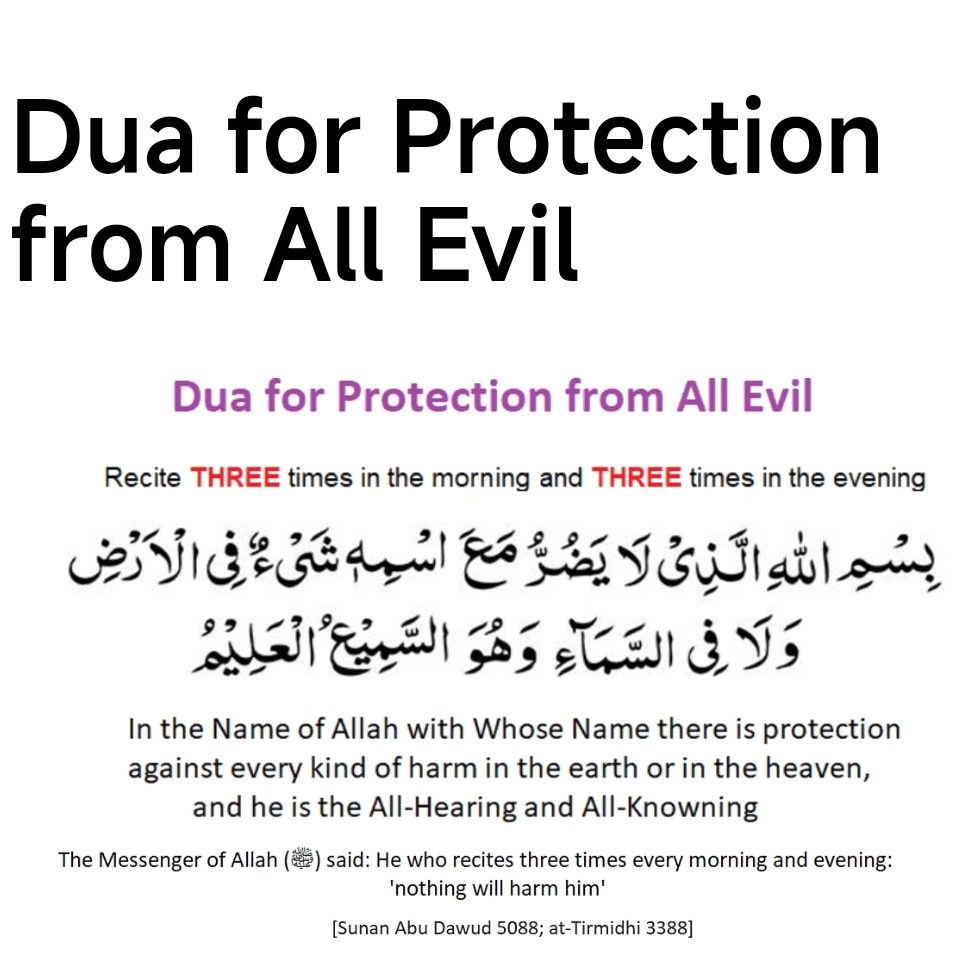 Dua for Protection
from All Evil
Dua for Protection from All Evil
Recite THREE times in the morning and THREE times in the evening
بِسْمِ اللهِ الَّذِىْ لَا يَضُرُّ مَعَ اسْمِهٖ شَىْءٌ فِى الْاَرْضِ
وَلَا فِى السَّمَآءِ وَهُوَ السَّمِيْعُ الْعَلِيْمُ
In the Name of Allah with Whose Name there is protection
against every kind of harm in the earth or in the heaven,
and he is the All-Hearing and All-Knowning
The Messenger of Allah (ﷺ) said: He who recites three times every morning and evening:
'nothing will harm him'
[Sunan Abu Dawud 5088; at-Tirmidhi 3388]